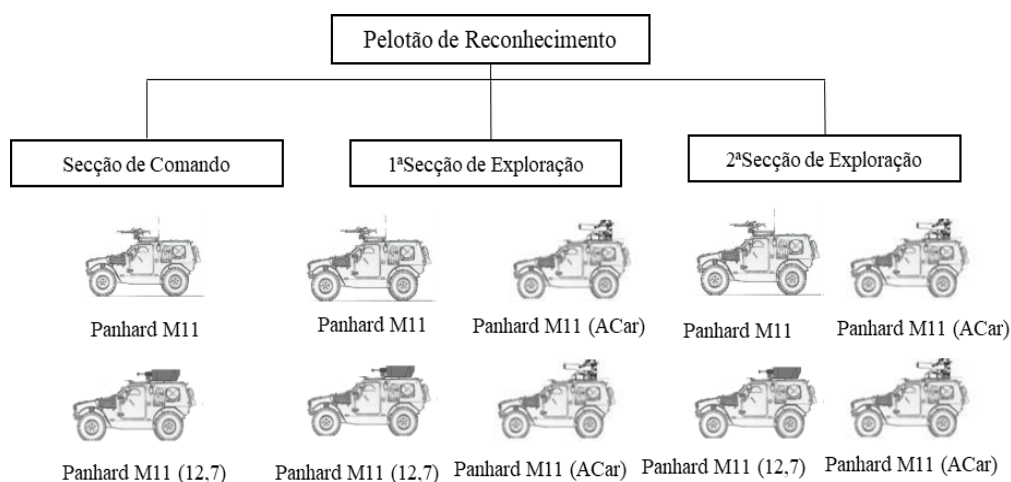 Pelotão de Reconhecimento
Secção de Comando
1ªSecção de Exploração
2ªSecção de Exploração
Panhard M11
Panhard M11
Panhard M11 (ACar)
Panhard M11
Panhard M11 (ACar)
Panhard M11 (12,7)
Panhard M11 (12,7)
Panhard M11 (ACar)
Panhard M11 (12,7)
Panhard M11 (ACar)